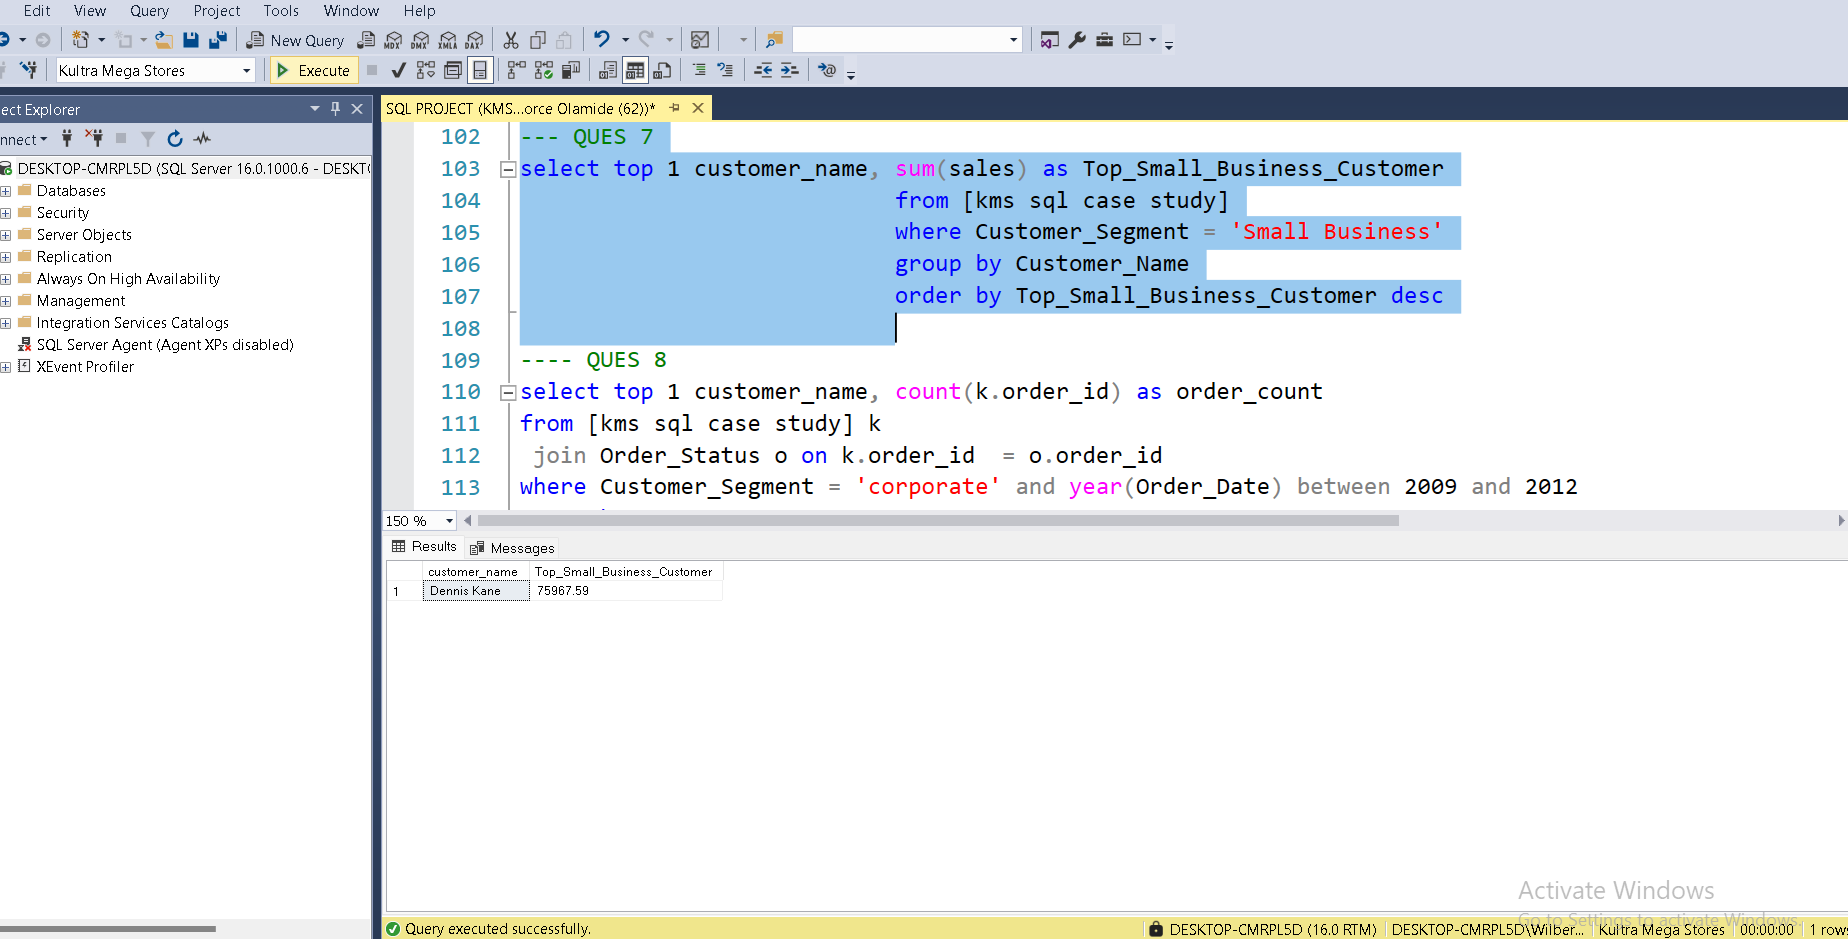 Edit View Query Project Tools Window Help
New Query MDX DMX XMLA DAX
Kultra Mega Stores Execute
ect Explorer
SQL PROJECT (KMS...orce Olamide (62))*
nnect
DESKTOP-CMRPL5D (SQL Server 16.0.1000.6 - DESKT
Databases
Security
Server Objects
Replication
Always On High Availability
Management
Integration Services Catalogs
SQL Server Agent (Agent XPs disabled)
XEvent Profiler
102 --- QUES 7
103 select top 1 customer_name, sum(sales) as Top_Small_Business_Customer
104 from [kms sql case study]
105 where Customer_Segment = 'Small Business'
106 group by Customer_Name
107 order by Top_Small_Business_Customer desc
108
109 ---- QUES 8
110 select top 1 customer_name, count(k.order_id) as order_count
111 from [kms sql case study] k
112 join Order_Status o on k.order_id = o.order_id
113 where Customer_Segment = 'corporate' and year(Order_Date) between 2009 and 2012
150 %
Results Messages
customer_name Top_Small_Business_Customer
1 Dennis Kane 75967.59
Activate Windows
Go to Settings to activate Windows.
Query executed successfully. DESKTOP-CMRPL5D (16.0 RTM) DESKTOP-CMRPL5D\Wilber... Kultra Mega Stores 00:00:00 1 row